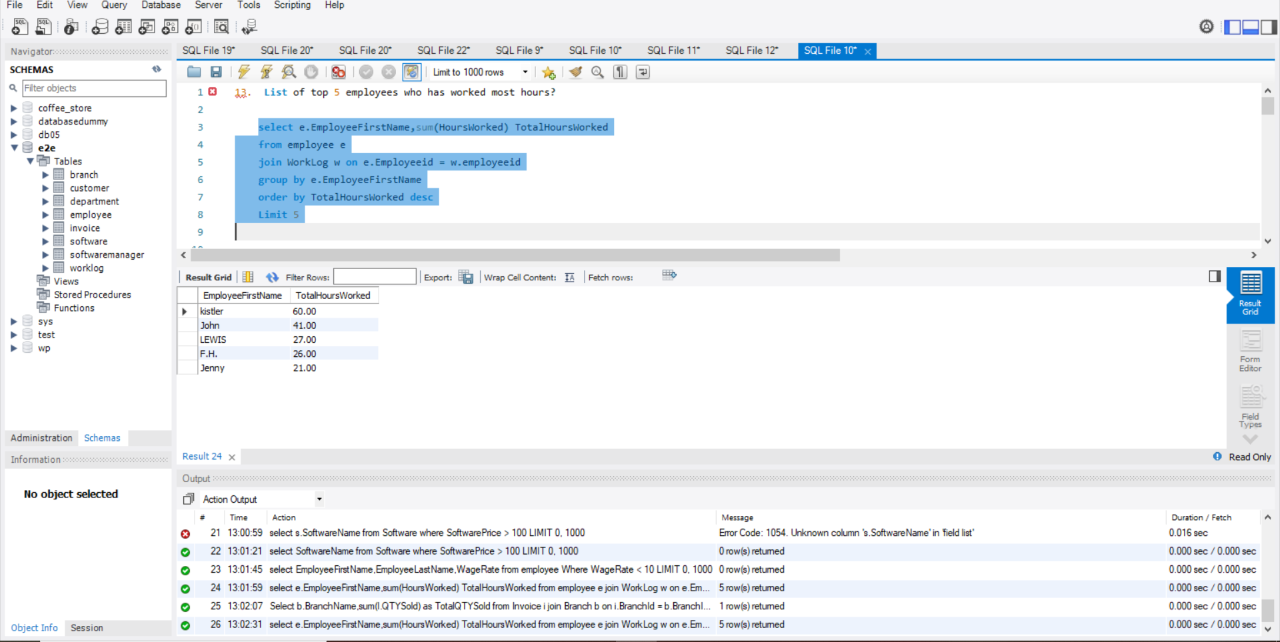 File Edit View Query Database Server Tools Scripting Help
Navigator
SQL File 19* SQL File 20* SQL File 20* SQL File 22* SQL File 9* SQL File 10* SQL File 11* SQL File 12* SQL File 10*
SCHEMAS
Filter objects
coffee_store
databasedummy
db05
e2e
Tables
branch
customer
department
employee
invoice
software
softwaremanager
worklog
Views
Stored Procedures
Functions
sys
test
wp
Administration Schemas
Information
No object selected
Object Info Session
Limit to 1000 rows
1 13. List of top 5 employees who has worked most hours?
2
3 select e.EmployeeFirstName,sum(HoursWorked) TotalHoursWorked
4 from employee e
5 join WorkLog w on e.Employeeid = w.employeeid
6 group by e.EmployeeFirstName
7 order by TotalHoursWorked desc
8 Limit 5
9
Result Grid Filter Rows: Export: Wrap Cell Content: Fetch rows:
EmployeeFirstName TotalHoursWorked
kistler 60.00
John 41.00
LEWIS 27.00
F.H. 26.00
Jenny 21.00
Result Grid
Form Editor
Field Types
Result 24
Read Only
Output
Action Output
# Time Action Message Duration / Fetch
21 13:00:59 select s.SoftwareName from Software where SoftwarePrice > 100 LIMIT 0, 1000 Error Code: 1054. Unknown column 's.SoftwareName' in 'field list' 0.016 sec
22 13:01:21 select SoftwareName from Software where SoftwarePrice > 100 LIMIT 0, 1000 0 row(s) returned 0.000 sec / 0.000 sec
23 13:01:45 select EmployeeFirstName,EmployeeLastName,WageRate from employee Where WageRate < 10 LIMIT 0, 1000 0 row(s) returned 0.000 sec / 0.000 sec
24 13:01:59 select e.EmployeeFirstName,sum(HoursWorked) TotalHoursWorked from employee e join WorkLog w on e.Em... 5 row(s) returned 0.000 sec / 0.000 sec
25 13:02:07 Select b.BranchName,sum(I.QTYSold) as TotalQTYSold from Invoice i join Branch b on i.BranchId = b.BranchI... 1 row(s) returned 0.000 sec / 0.000 sec
26 13:02:31 select e.EmployeeFirstName,sum(HoursWorked) TotalHoursWorked from employee e join WorkLog w on e.Em... 5 row(s) returned 0.000 sec / 0.000 sec